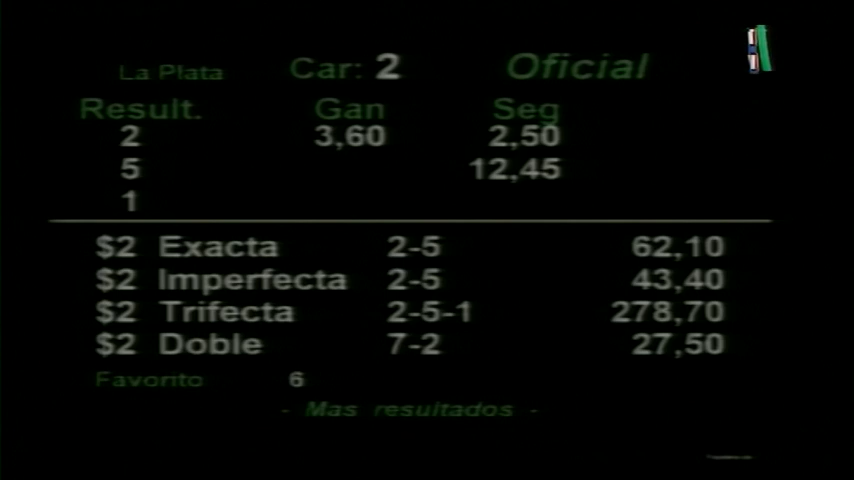 La Plata Car: 2 Oficial
Result. Gan Seg
2 3,60 2,50
5 12,45
1
$2 Exacta 2-5 62,10
$2 Imperfecta 2-5 43,40
$2 Trifecta 2-5-1 278,70
$2 Doble 7-2 27,50
Favorito 6
- Mas resultados -